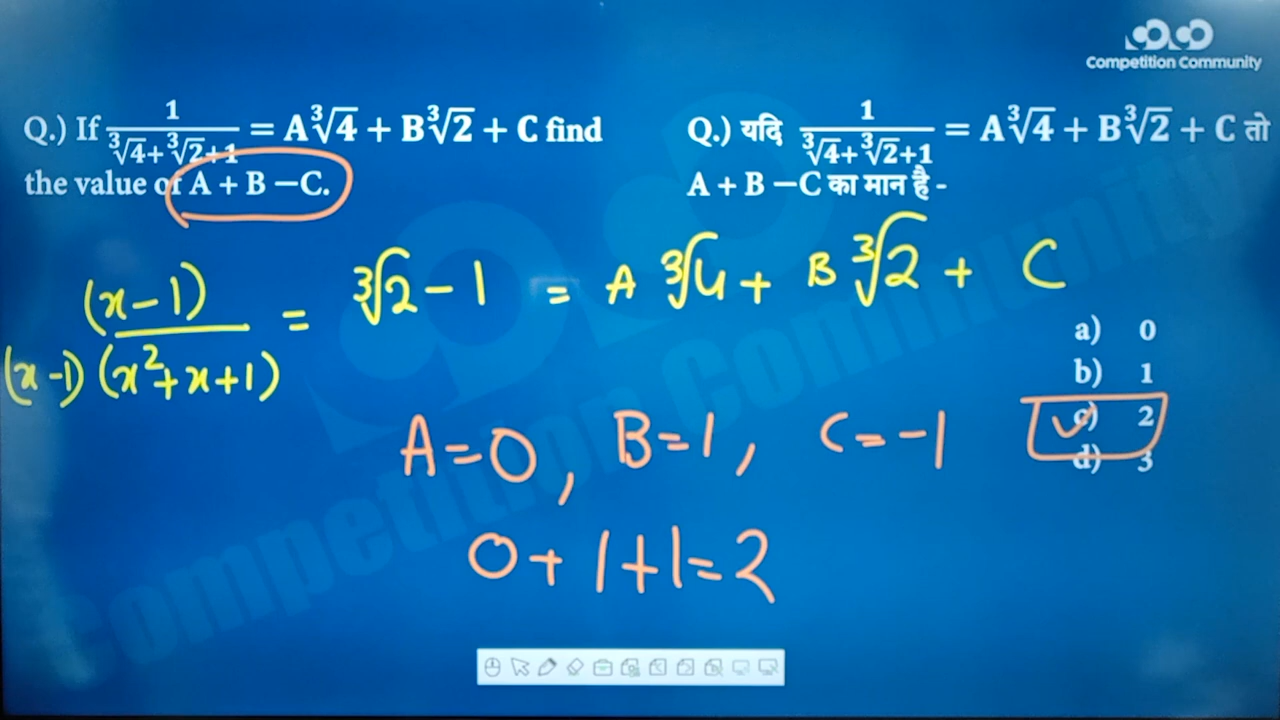 Competition Community
Q.) If 1/(∛4+∛2+1) = A∛4 + B∛2 + C find
the value of A + B −C.
Q.) यदि 1/(∛4+∛2+1) = A∛4 + B∛2 + C तो
A + B −C का मान है -
(x-1)/((x-1)(x²+x+1)) = ∛2 - 1 = A ∛4 + B ∛2 + C
a) 0
b) 1
c) 2
d) 3
A=0, B=1, C=-1
0+1+1=2
Competition Community